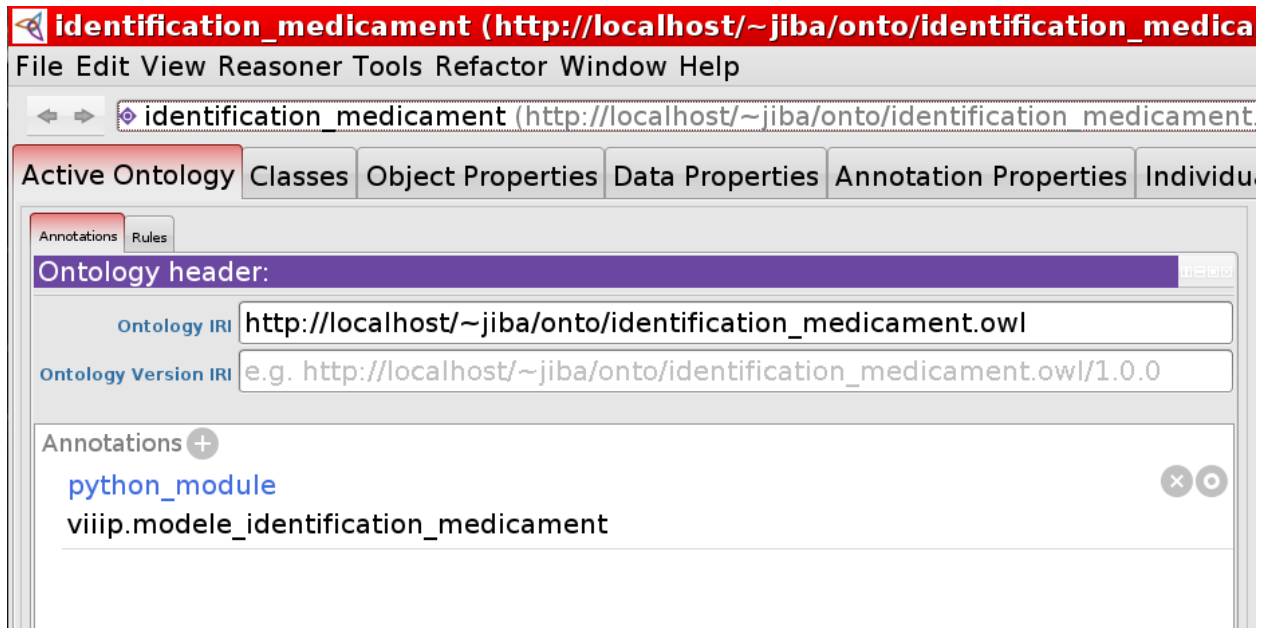 identification_medicament (http://localhost/~jiba/onto/identification_medica
File Edit View Reasoner Tools Refactor Window Help
identification_medicament (http://localhost/~jiba/onto/identification_medicament.
Active Ontology Classes Object Properties Data Properties Annotation Properties Individu
Annotations Rules
Ontology header:
Ontology IRI http://localhost/~jiba/onto/identification_medicament.owl
Ontology Version IRI e.g. http://localhost/~jiba/onto/identification_medicament.owl/1.0.0
Annotations
python_module
viiip.modele_identification_medicament